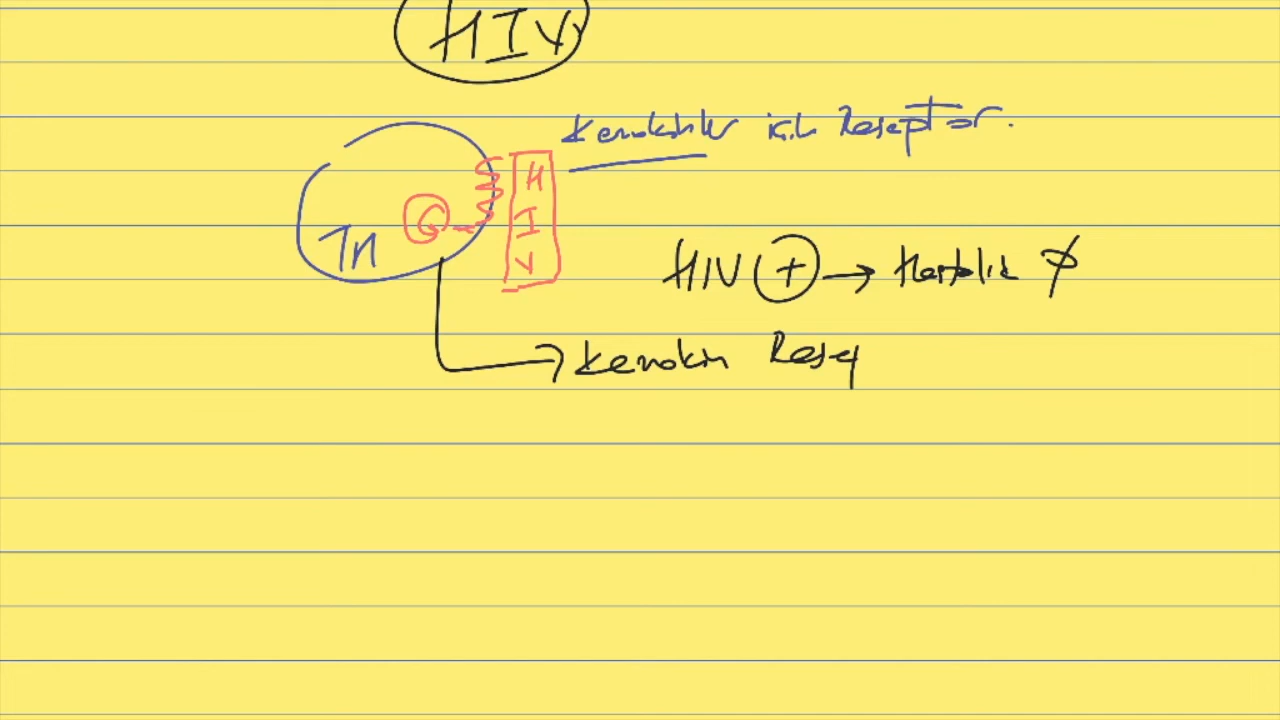 HIV
Kemokinler için Reseptör.
TH
G
H
I
V
HIV (+) → Hastalık ∅
→ Kemokin Resep